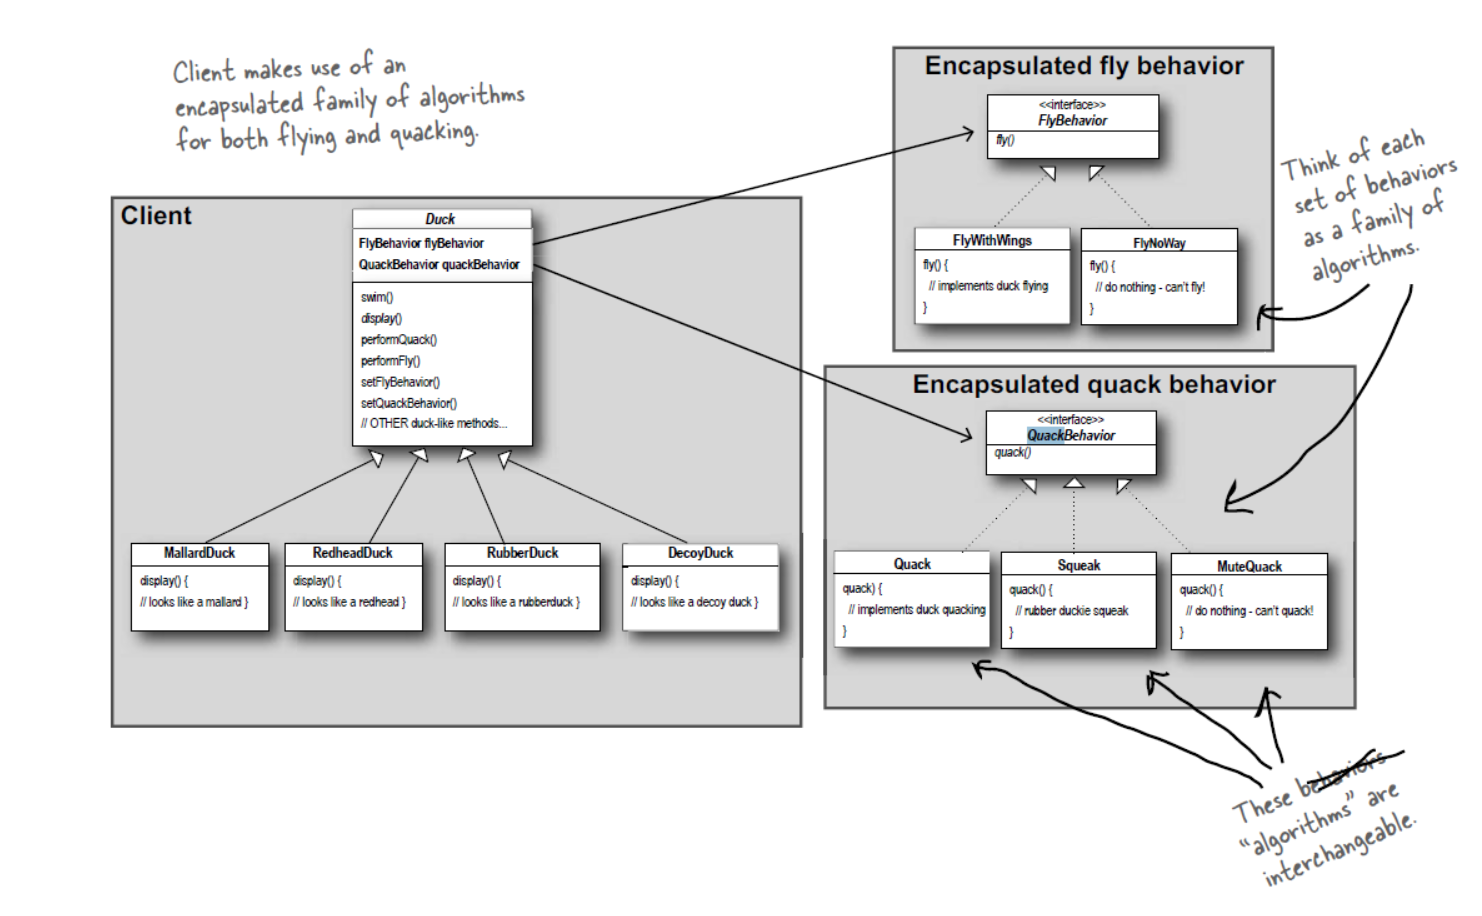 Client makes use of an
encapsulated family of algorithms
for both flying and quacking.
Client
Duck
FlyBehavior flyBehavior
QuackBehavior quackBehavior
swim()
display()
performQuack()
performFly()
setFlyBehavior()
setQuackBehavior()
// OTHER duck-like methods...
MallardDuck
display() {
// looks like a mallard }
RedheadDuck
display() {
// looks like a redhead }
RubberDuck
display() {
// looks like a rubberduck }
DecoyDuck
display() {
// looks like a decoy duck }
Encapsulated fly behavior
<<interface>>
FlyBehavior
fly()
FlyWithWings
fly() {
// implements duck flying
}
FlyNoWay
fly() {
// do nothing - can't fly!
}
Think of each
set of behaviors
as a family of
algorithms.
Encapsulated quack behavior
<<interface>>
QuackBehavior
quack()
Quack
quack) {
// implements duck quacking
}
Squeak
quack() {
// rubber duckie squeak
}
MuteQuack
quack() {
// do nothing - can't quack!
}
These behaviors
“algorithms” are
interchangeable.